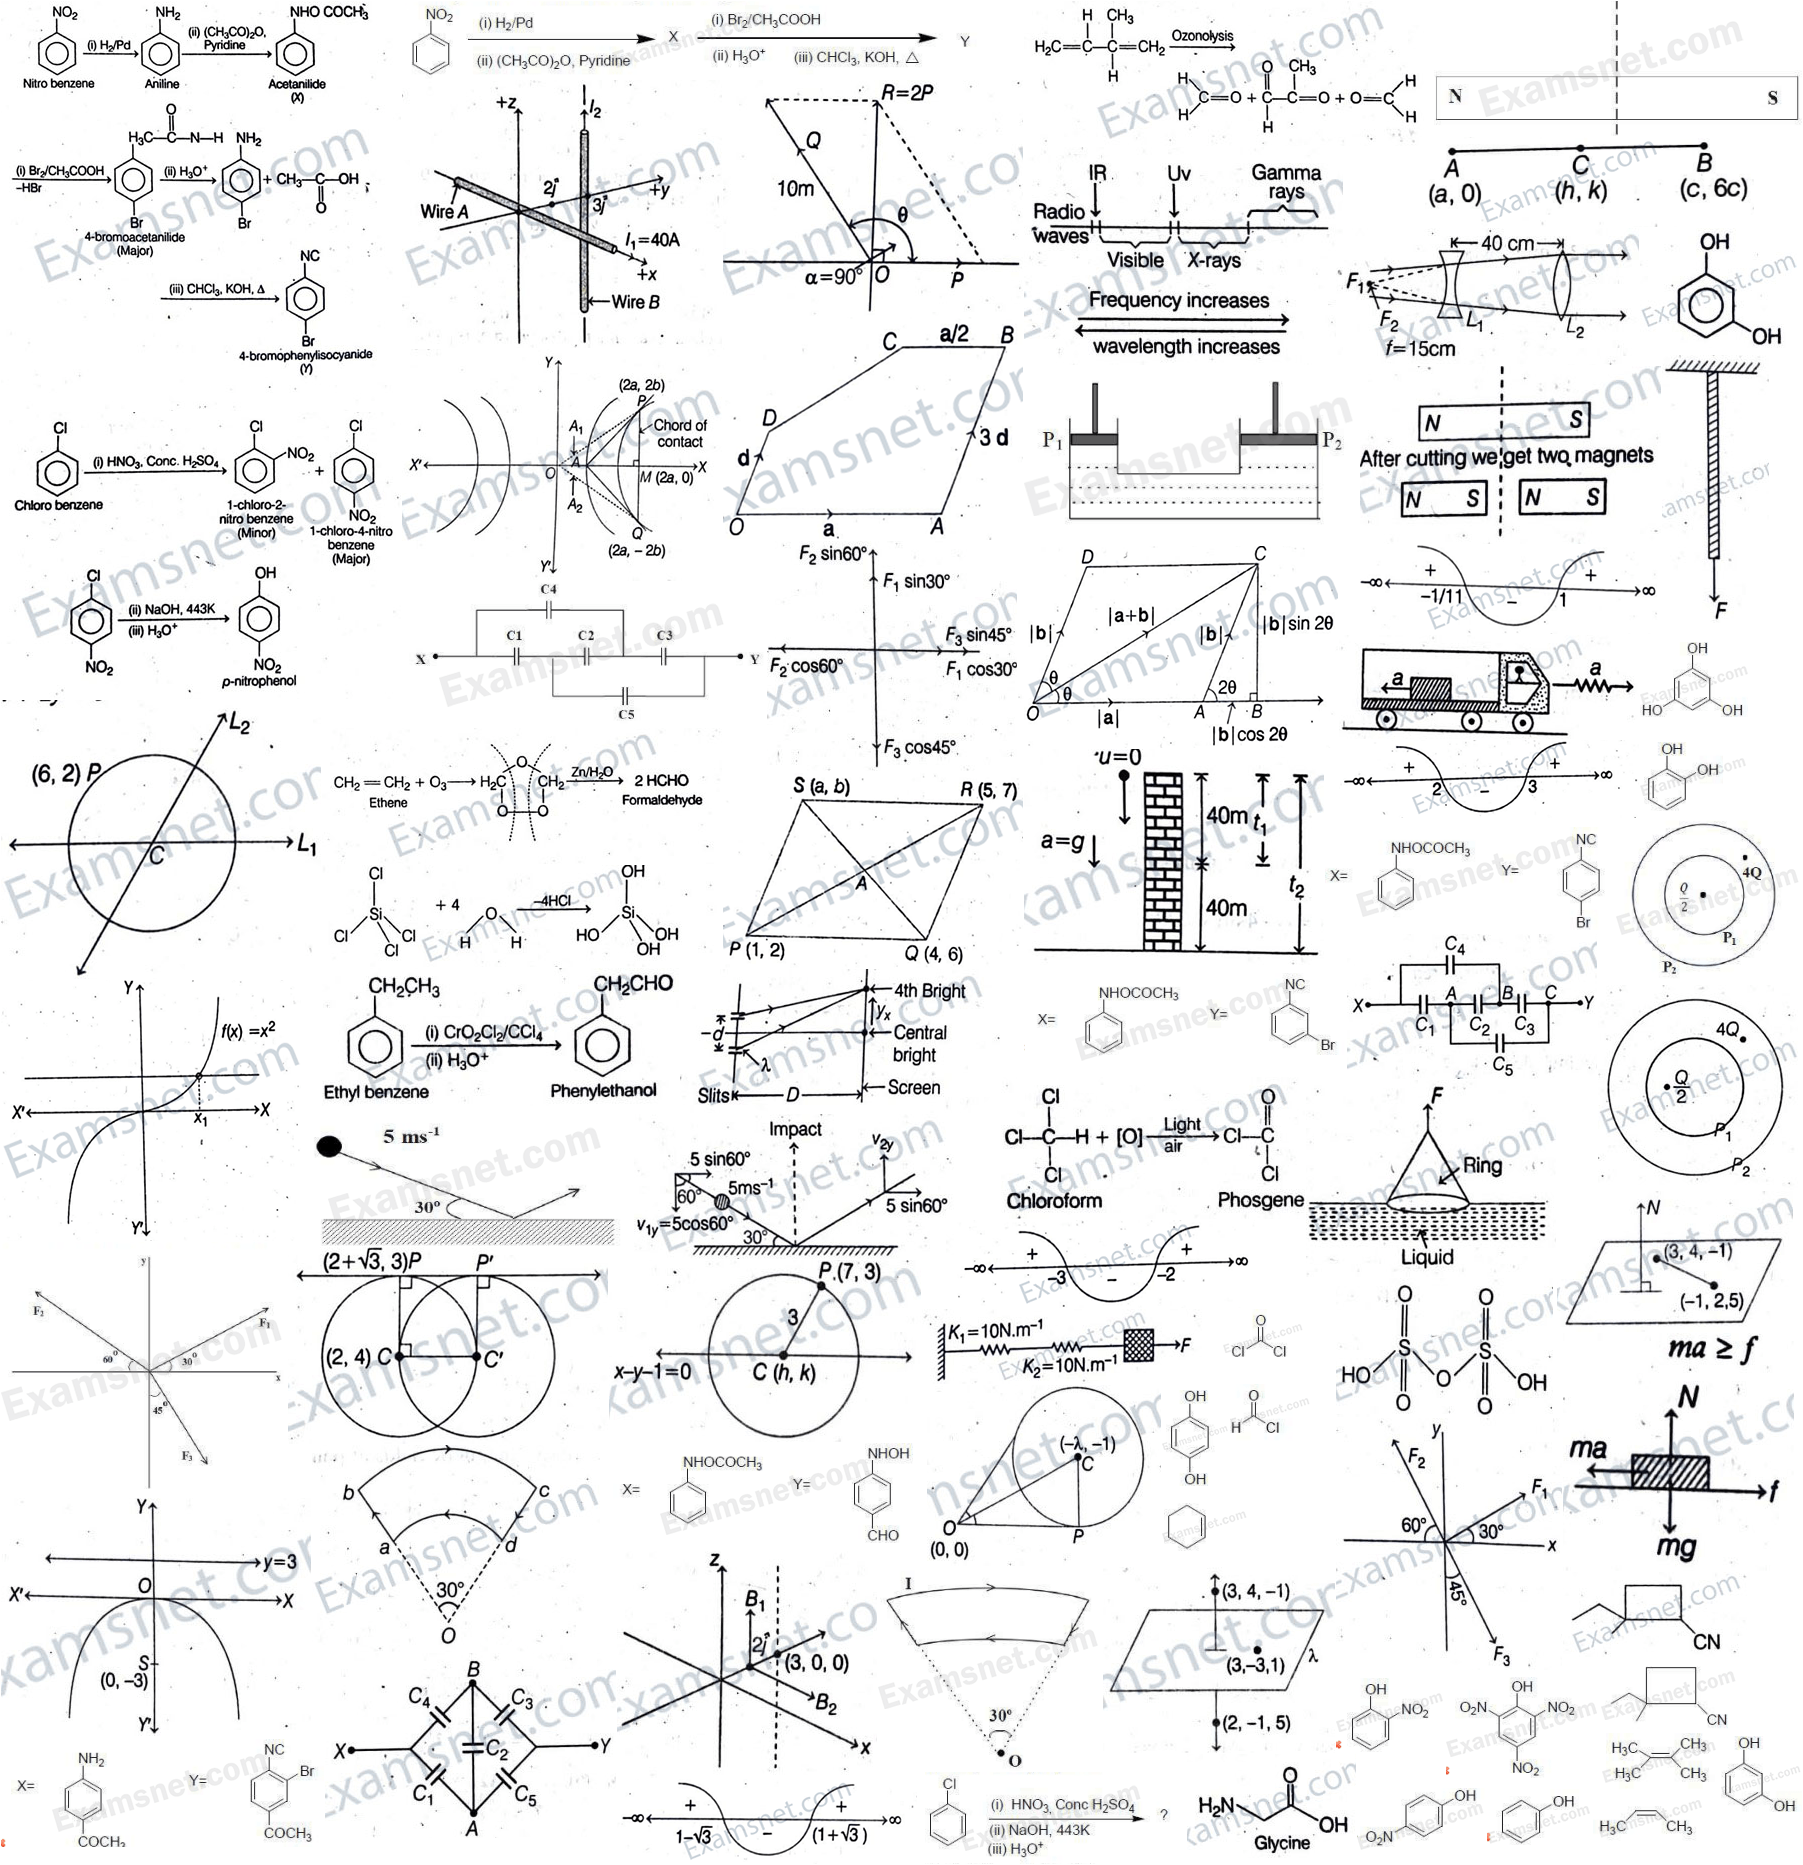 NO₂
NH₂
NHO COCH₃
(i) H₂/Pd
(ii) (CH₃CO)₂O,
Pyridine
Nitro benzene
Aniline
Acetanilide
(X)
O
H₃C C N—H
NH₂
(i) Br₂/CH₃COOH
–HBr
(ii) H₃O⁺
+ CH₃ C OH ;
O
Br
Br
4-bromoacetanilide
(Major)
NC
(iii) CHCl₃, KOH, Δ
Br
4-bromophenylisocyanide
(Y)
NO₂
(i) H₂/Pd
(ii) (CH₃CO)₂O, Pyridine
X
(i) Br₂/CH₃COOH
(ii) H₃O⁺ (iii) CHCl₃, KOH, △
Y
+z
I₂
2ĵ
+y
3ĵ
Wire A
I₁=40A
+x
Wire B
R=2P
Q
10m
θ
α=90°
O
P
H CH₃
H₂C C—C CH₂
H
Ozonolysis
O CH₃
H C=O + C—C=O + O=C H
H H H
IR
Uv
Gamma
rays
Radio
waves
Visible
X-rays
Frequency increases
wavelength increases
N S
A C B
(a, 0) (h, k) (c, 6c)
40 cm
F₁
F₂ L₁ L₂
f=15cm
OH
OH
Cl
(i) HNO₃, Conc. H₂SO₄
Cl
NO₂
+
Cl
NO₂
Chloro benzene
1-chloro-2-
nitro benzene
(Minor)
1-chloro-4-nitro
benzene
(Major)
Cl
(ii) NaOH, 443K
(iii) H₃O⁺
OH
NO₂
NO₂
p-nitrophenol
Y
(2a, 2b)
P
A₁
Chord of
contact
X' O A X
M (2a, 0)
A₂
Q
(2a, – 2b)
Y'
C a/2 B
D
d 3 d
O a A
P₁ P₂
N S
After cutting we get two magnets
N S N S
F
C4
C1 C2 C3
X Y
C5
F₂ sin60°
F₁ sin30°
F₃ sin45°
F₂ cos60° F₁ cos30°
F₃ cos45°
D C
|a+b|
|b| |b| |b|sin 2θ
θ
θ 2θ
O |a| A B
|b|cos 2θ
+ +
–∞ –1/11 – 1 ∞
a a
OH
HO OH
L₂
(6, 2) P
C
L₁
CH₂=CH₂ + O₃
Ethene
H₂C O CH₂
O O
Zn/H₂O
2 HCHO
Formaldehyde
S (a, b) R (5, 7)
A
P (1, 2) Q (4, 6)
u=0
a=g
40m t₁
t₂
40m
+ +
–∞ 2 – 3 ∞
OH
OH
X= NHOCOCH₃
Y= NC
Br
Q/2
4Q
P₁
P₂
Cl
Si
Cl Cl Cl
+ 4
O
H H
–4HCl
OH
Si
HO OH OH
Y
f(x) =x²
X' x₁ X
Y'
CH₂CH₃
(i) CrO₂Cl₂/CCl₄
(ii) H₃O⁺
CH₂CHO
Ethyl benzene
Phenylethanol
4th Bright
yₓ
d
Central
bright
λ
Slits D Screen
X= NHOCOCH₃
Y= NC
Br
C₄
X A B C Y
C₁ C₂ C₃
C₅
4Q
Q/2
P₁
P₂
5 ms⁻¹
30°
Impact
5 sin60°
v₂y
60° 5ms⁻¹
5 sin60°
v₁y=5cos60°
30°
Cl
Cl—C—H + [O]
Cl
Light
air
O
Cl—C
Cl
Chloroform
Phosgene
F
Ring
Liquid
N
(3, 4, –1)
(–1, 2,5)
y
F₂
F₁
60° 30°
x
45°
F₃
(2+√3, 3)P P'
(2, 4) C C'
P (7, 3)
3
x–y–1=0 C (h, k)
+ +
–∞ –3 – –2 ∞
K₁=10N.m⁻¹
K₂=10N.m⁻¹
F
O
Cl Cl
O O
S S
HO O OH
O O
ma ≥ f
N
ma
f
mg
Y
y=3
X' O X
S
(0, –3)
Y'
b c
a d
30°
O
X= NHOCOCH₃
Y= NHOH
CHO
(–λ, –1)
C
O P
(0, 0)
OH
OH
O
H Cl
y
F₂
F₁
60° 30°
x
45°
F₃
CN
z
B₁
2ĵ
(3, 0, 0)
B₂
x
I
30°
O
(3, 4, –1)
(3,–3,1) λ
(2, –1, 5)
X= NH₂
COCH₃
Y= NC
Br
COCH₃
B
C₄ C₃
X C₂ Y
C₁ C₅
A
+ +
–∞ 1–√3 – (1+√3) ∞
Cl
(i) HNO₃, Conc H₂SO₄
(ii) NaOH, 443K
(iii) H₃O⁺
?
H₂N O
OH
Glycine
OH
NO₂
OH
O₂N NO₂
NO₂
CN
H₃C CH₃
H₃C CH₃
OH
OH
OH
O₂N
OH
H₃C CH₃
Examsnet.com